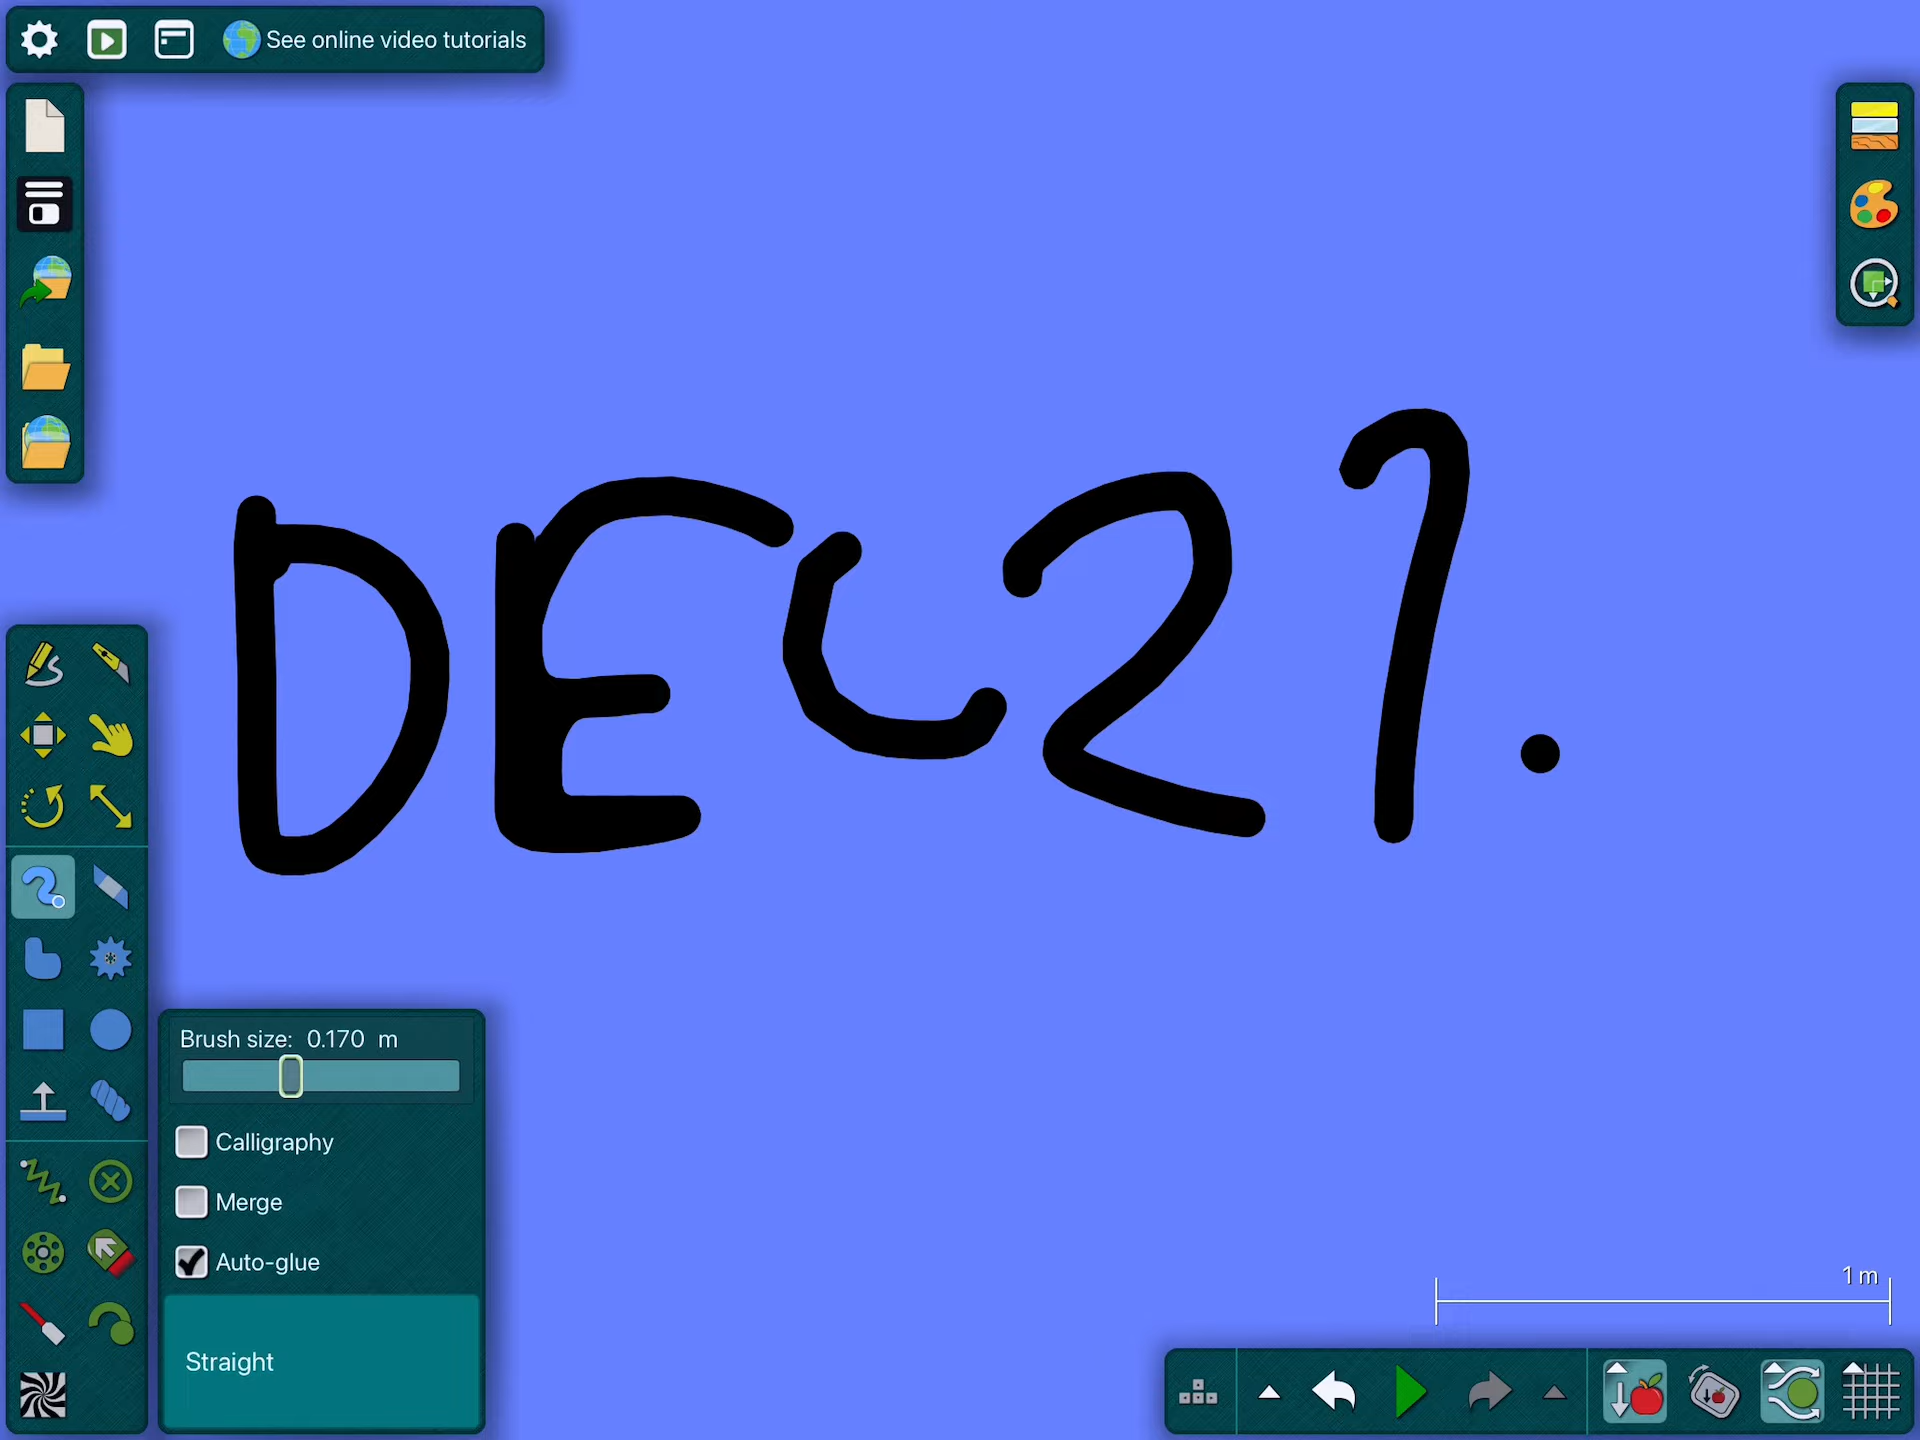 See online video tutorials
DEC21.
Brush size: 0.170 m
Calligraphy
Merge
Auto-glue
Straight
1 m